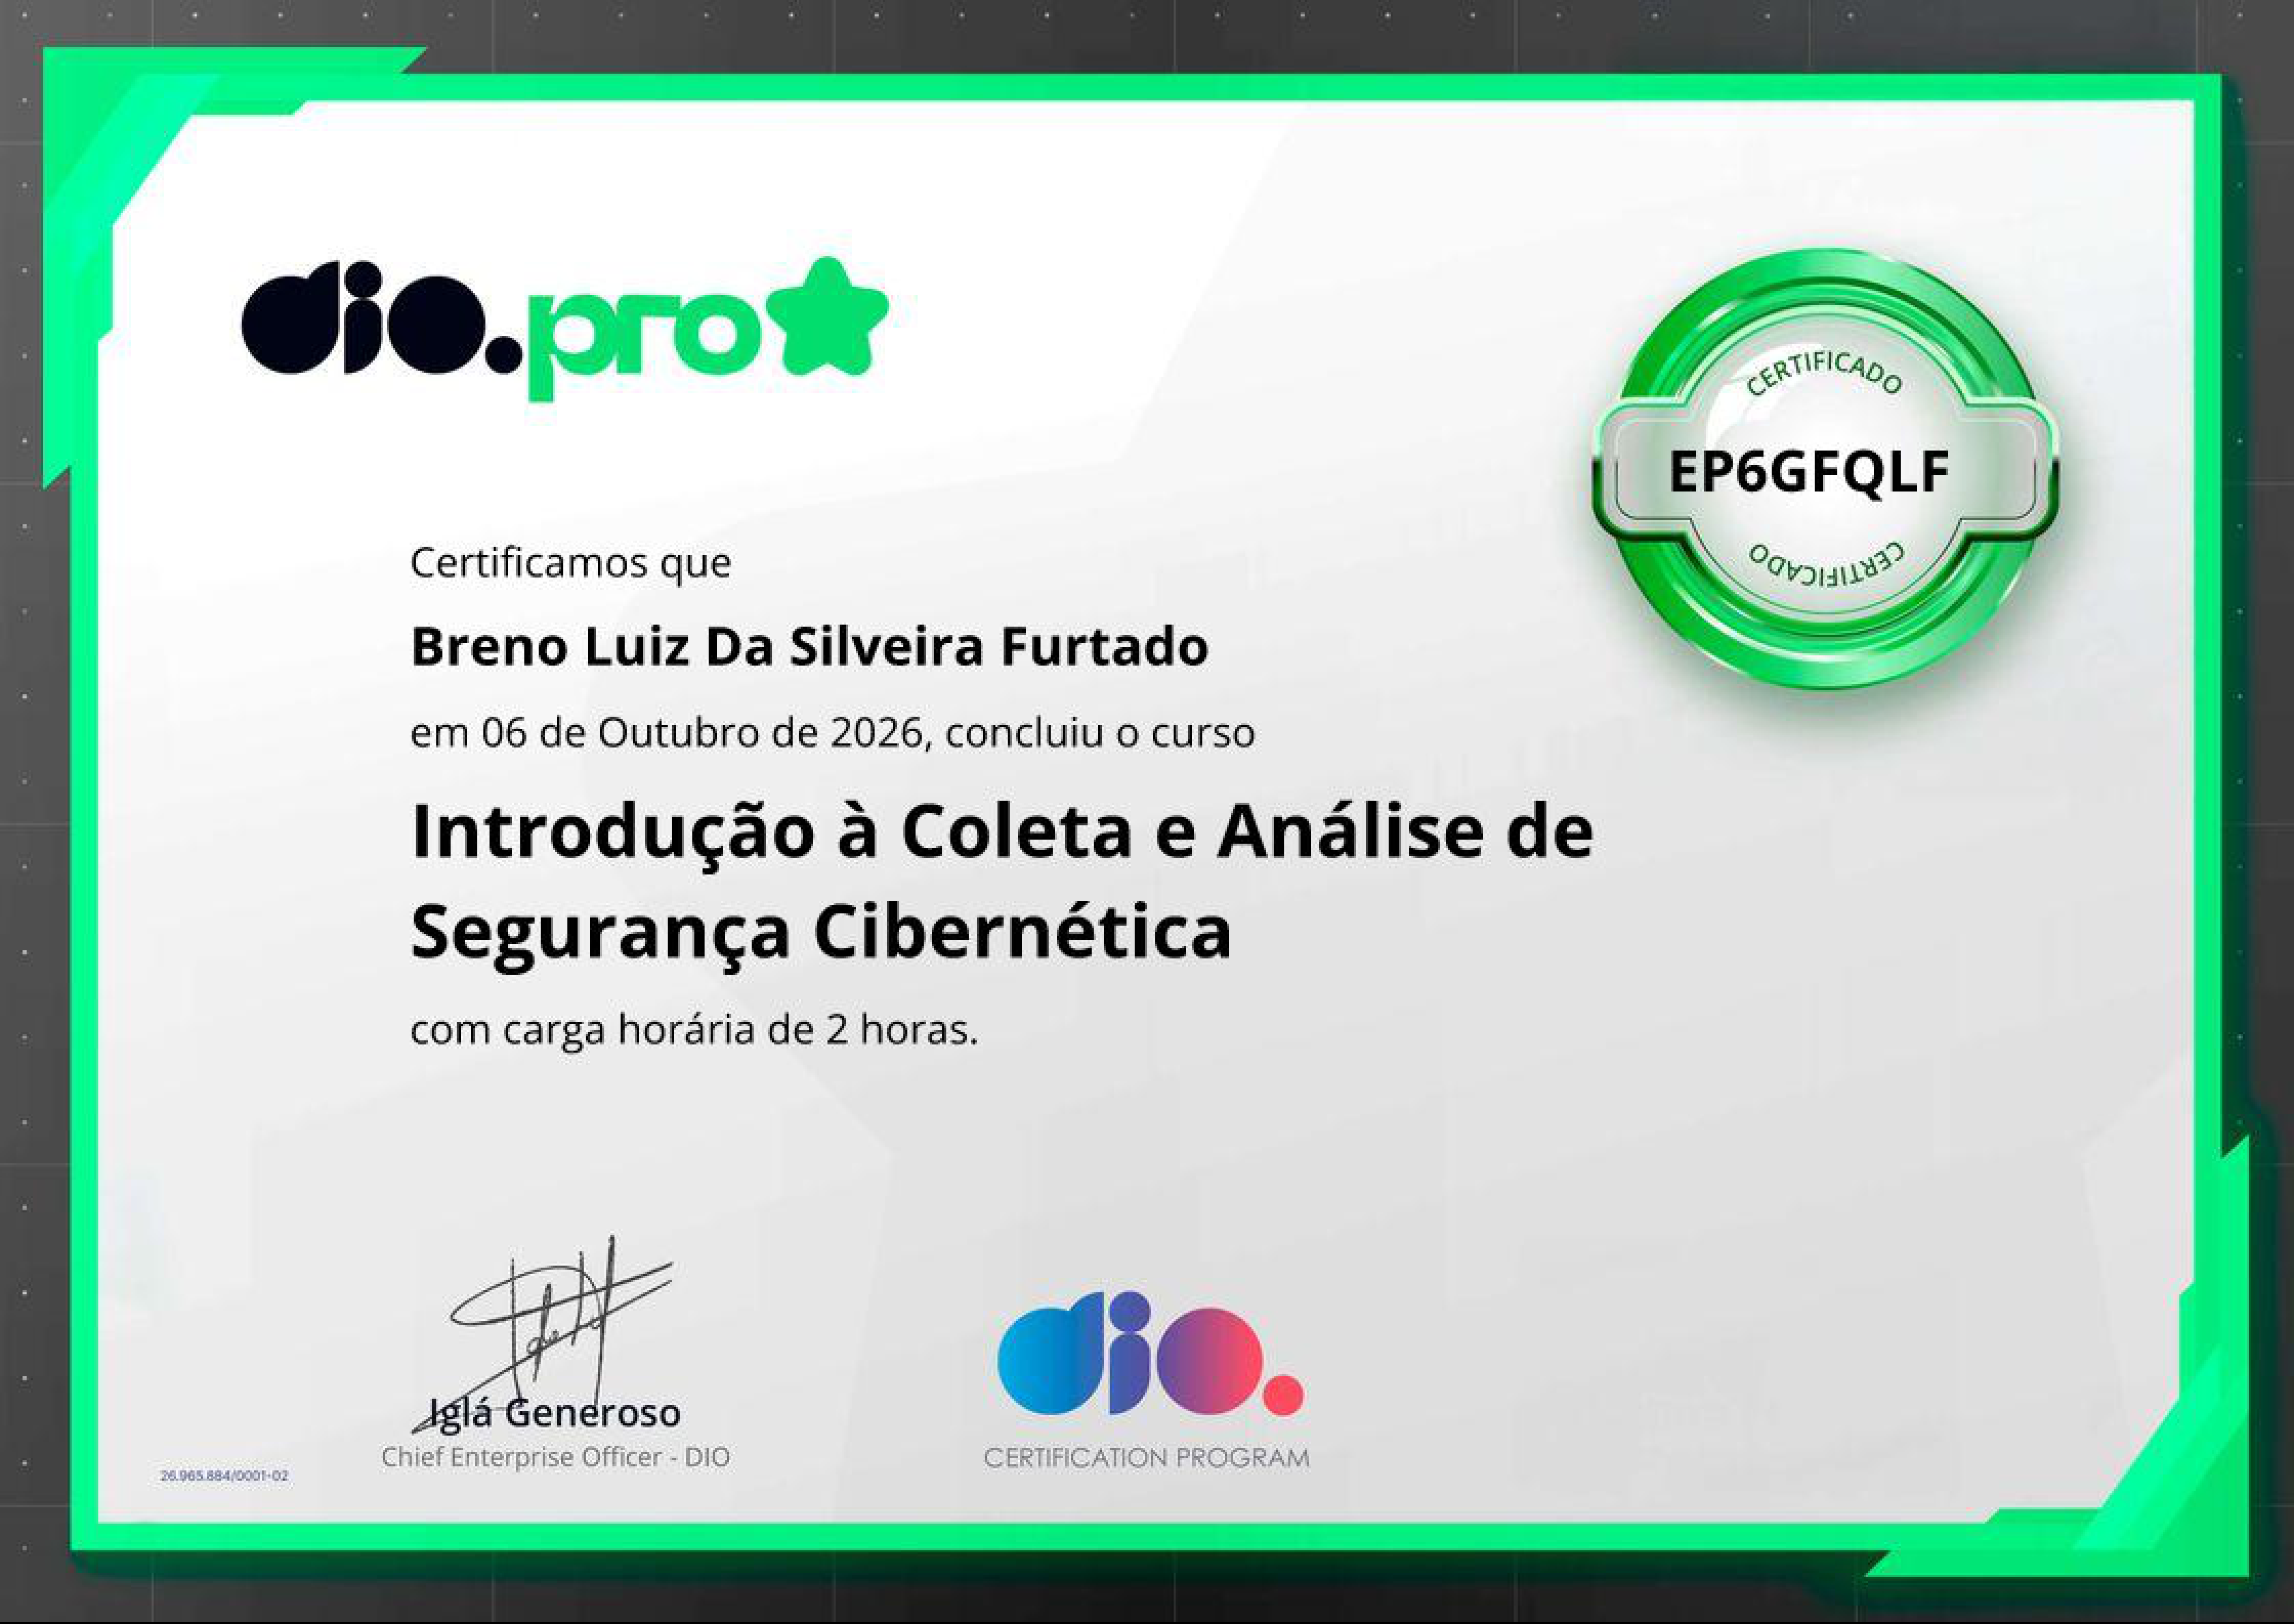 dio.pro
CERTIFICADO
EP6GFQLF
CERTIFICADO
Certificamos que
Breno Luiz Da Silveira Furtado
em 06 de Outubro de 2026, concluiu o curso
Introdução à Coleta e Análise de
Segurança Cibernética
com carga horária de 2 horas.
Iglá Generoso
Chief Enterprise Officer - DIO
dio.
CERTIFICATION PROGRAM
26.965.884/0001-02